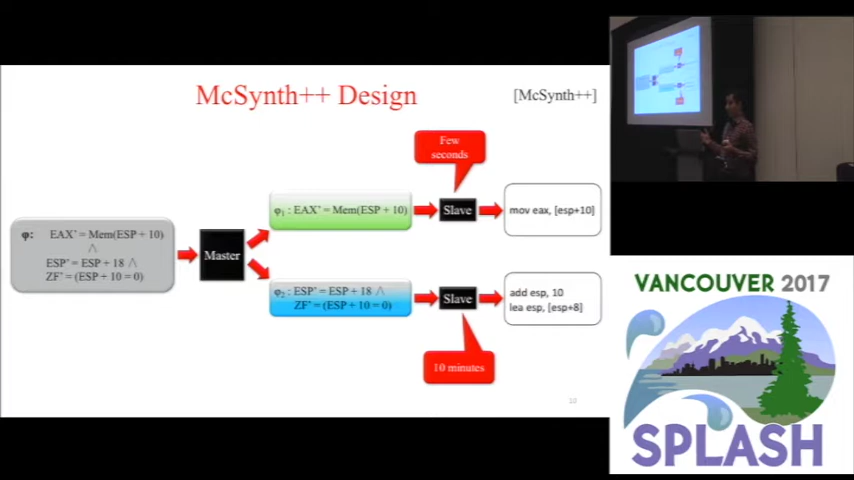 McSynth++ Design
[McSynth++]
Few
seconds
φ: EAX' = Mem(ESP + 10)
∧
ESP' = ESP + 18 ∧
ZF' = (ESP + 10 = 0)
Master
φ1 : EAX' = Mem(ESP + 10)
Slave
mov eax, [esp+10]
φ2 : ESP' = ESP + 18 ∧
ZF' = (ESP + 10 = 0)
Slave
add esp, 10
lea esp, [esp+8]
10 minutes
10
VANCOUVER 2017
SPLASH